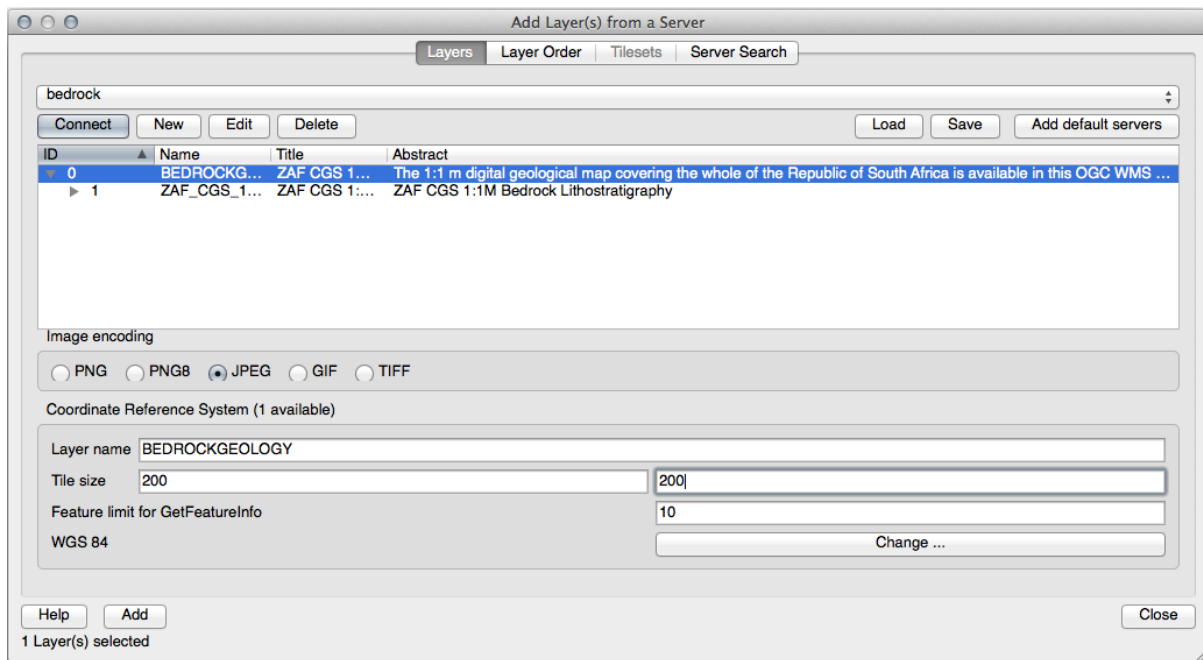 Add Layer(s) from a Server
Layers Layer Order Tilesets Server Search
bedrock
Connect New Edit Delete Load Save Add default servers
ID Name Title Abstract
0 BEDROCKG... ZAF CGS 1... The 1:1 m digital geological map covering the whole of the Republic of South Africa is available in this OGC WMS ...
1 ZAF_CGS_1... ZAF CGS 1:... ZAF CGS 1:1M Bedrock Lithostratigraphy
Image encoding
PNG PNG8 JPEG GIF TIFF
Coordinate Reference System (1 available)
Layer name BEDROCKGEOLOGY
Tile size 200 200
Feature limit for GetFeatureInfo 10
WGS 84 Change ...
Help Add Close
1 Layer(s) selected